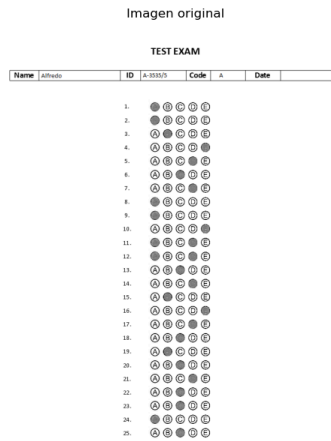 Imagen original
TEST EXAM
Name Alfredo ID A-3535/5 Code A Date
1. B C D E
2. B C D E
3. A C D E
4. A B C D
5. A B C E
6. A B D E
7. A B C E
8. B C D E
9. B C D E
10. A B C D
11. B C E
12. B C E
13. A B D E
14. A B C E
15. A C D E
16. A B C D
17. A B C E
18. A B D E
19. A C D E
20. A B D E
21. A B C E
22. A B D E
23. A B D E
24. B C D E
25. A B D E